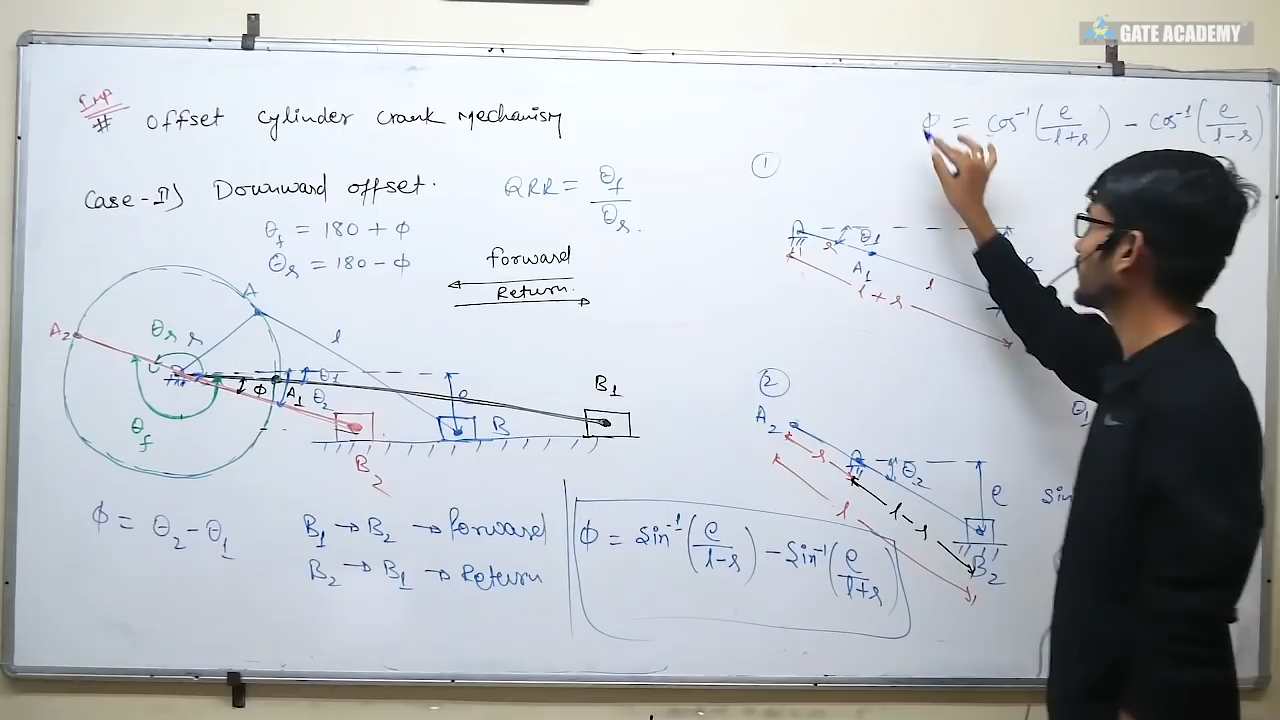 GATE ACADEMY
IMP
# Offset cylinder crank Mechanism
ϕ = cos⁻¹(e/l+r) − cos⁻¹(e/l−r)
Case-II) Downward offset.
QRR = θf/θr.
θf = 180 + ϕ
θr = 180 − ϕ
forward
Return
A
A2
θr r
l
θf
ϕ
A1
θ1
θ2
e
B
B1
B2
ϕ = θ2 − θ1
B1 → B2 → forward
B2 → B1 → Return
ϕ = Sin⁻¹(e/l−r) − Sin⁻¹(e/l+r)
1
r
θ1
A1
l
l + r
2
A2
θ2
r
l
l − r
e
B2
θ1
Sin